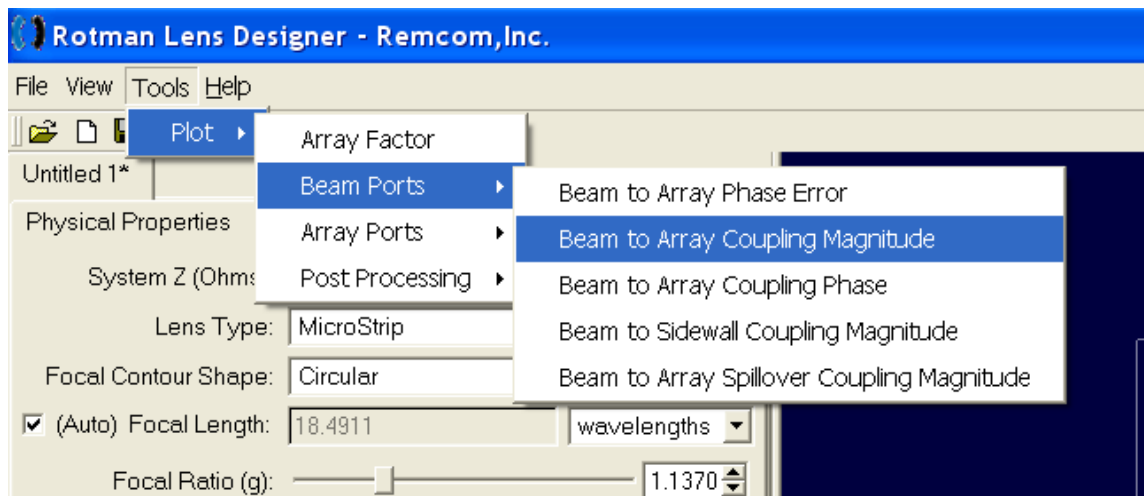 Rotman Lens Designer - Remcom,Inc.
File View Tools Help
Plot
Array Factor
Untitled 1*
Beam Ports
Beam to Array Phase Error
Physical Properties
Array Ports
Beam to Array Coupling Magnitude
System Z (Ohms
Post Processing
Beam to Array Coupling Phase
Lens Type: MicroStrip
Beam to Sidewall Coupling Magnitude
Focal Contour Shape: Circular
Beam to Array Spillover Coupling Magnitude
(Auto) Focal Length: 18.4911 wavelengths
Focal Ratio (g): 1.1370